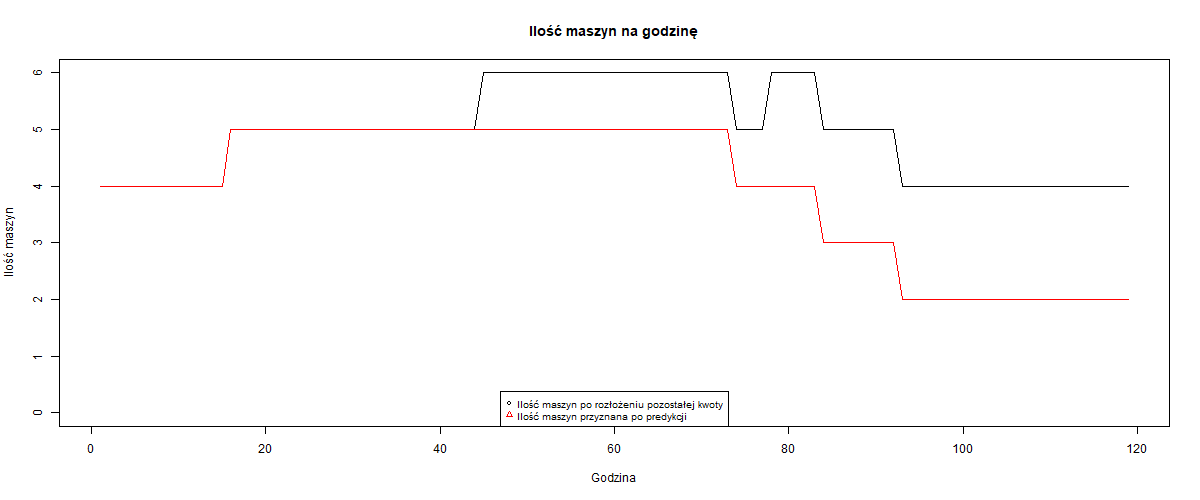 Ilość maszyn na godzinę
Ilość maszyn
6
5
4
3
2
1
0
Ilość maszyn po rozłożeniu pozostałej kwoty
Ilość maszyn przyznana po predykcji
0 20 40 60 80 100 120
Godzina